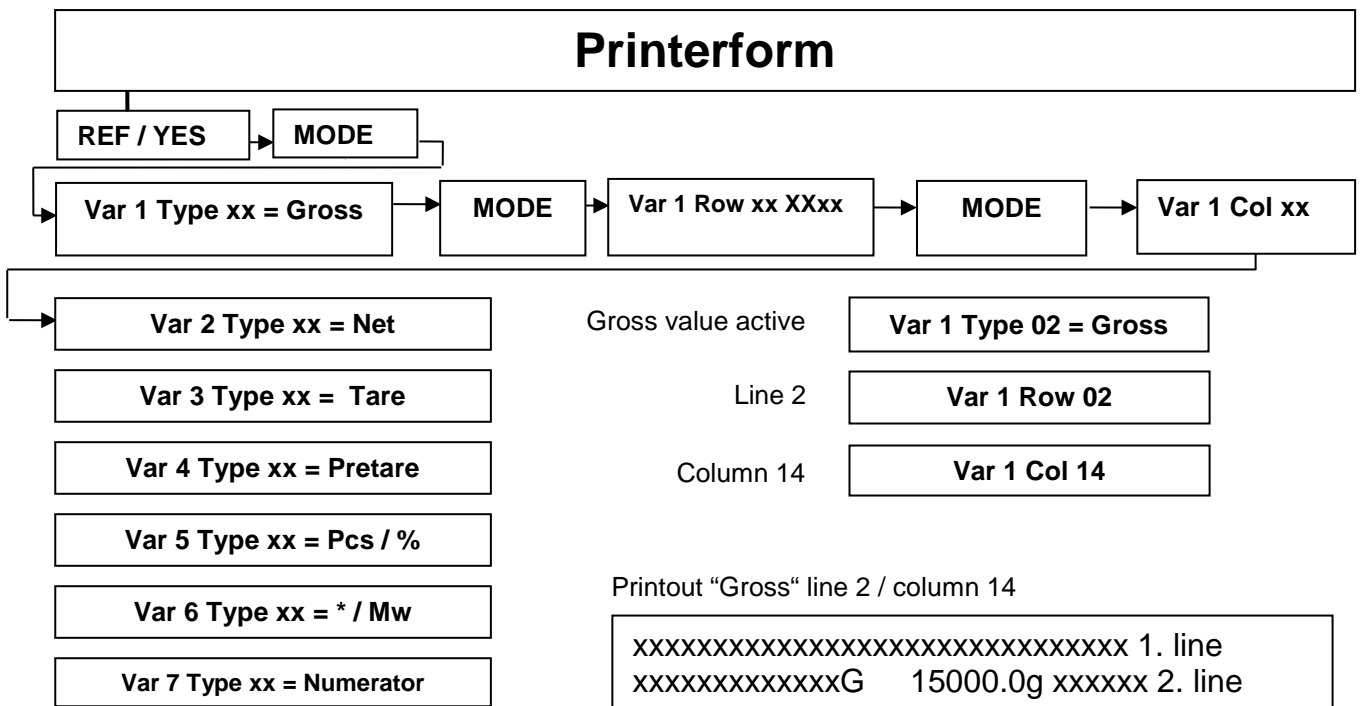 Printerform
REF / YES MODE
Var 1 Type xx = Gross MODE Var 1 Row xx XXxx MODE Var 1 Col xx
Var 2 Type xx = Net Gross value active Var 1 Type 02 = Gross
Var 3 Type xx = Tare Line 2 Var 1 Row 02
Var 4 Type xx = Pretare Column 14 Var 1 Col 14
Var 5 Type xx = Pcs / %
Printout “Gross“ line 2 / column 14
Var 6 Type xx = * / Mw
xxxxxxxxxxxxxxxxxxxxxxxxxxxxxxx 1. line
Var 7 Type xx = Numerator xxxxxxxxxxxxxG 15000.0g xxxxxx 2. line